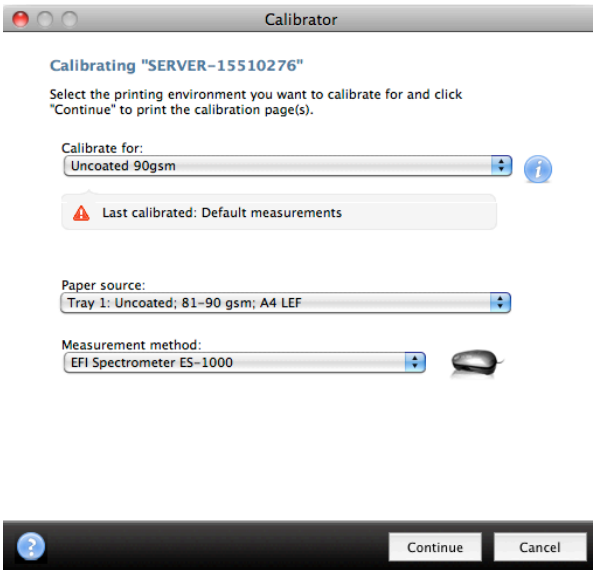 Calibrator
Calibrating "SERVER-15510276"
Select the printing environment you want to calibrate for and click
"Continue" to print the calibration page(s).
Calibrate for:
Uncoated 90gsm
i
Last calibrated: Default measurements
Paper source:
Tray 1: Uncoated; 81-90 gsm; A4 LEF
Measurement method:
EFI Spectrometer ES-1000
?
Continue
Cancel